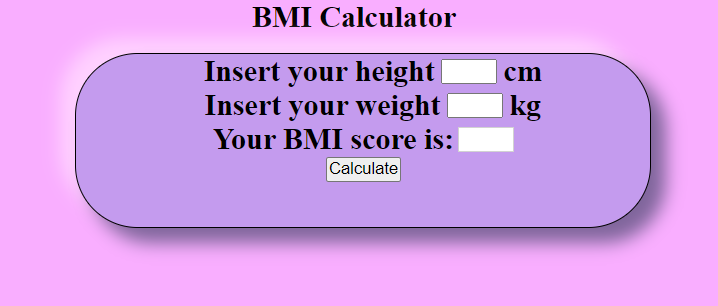 BMI Calculator
Insert your height cm
Insert your weight kg
Your BMI score is:
Calculate